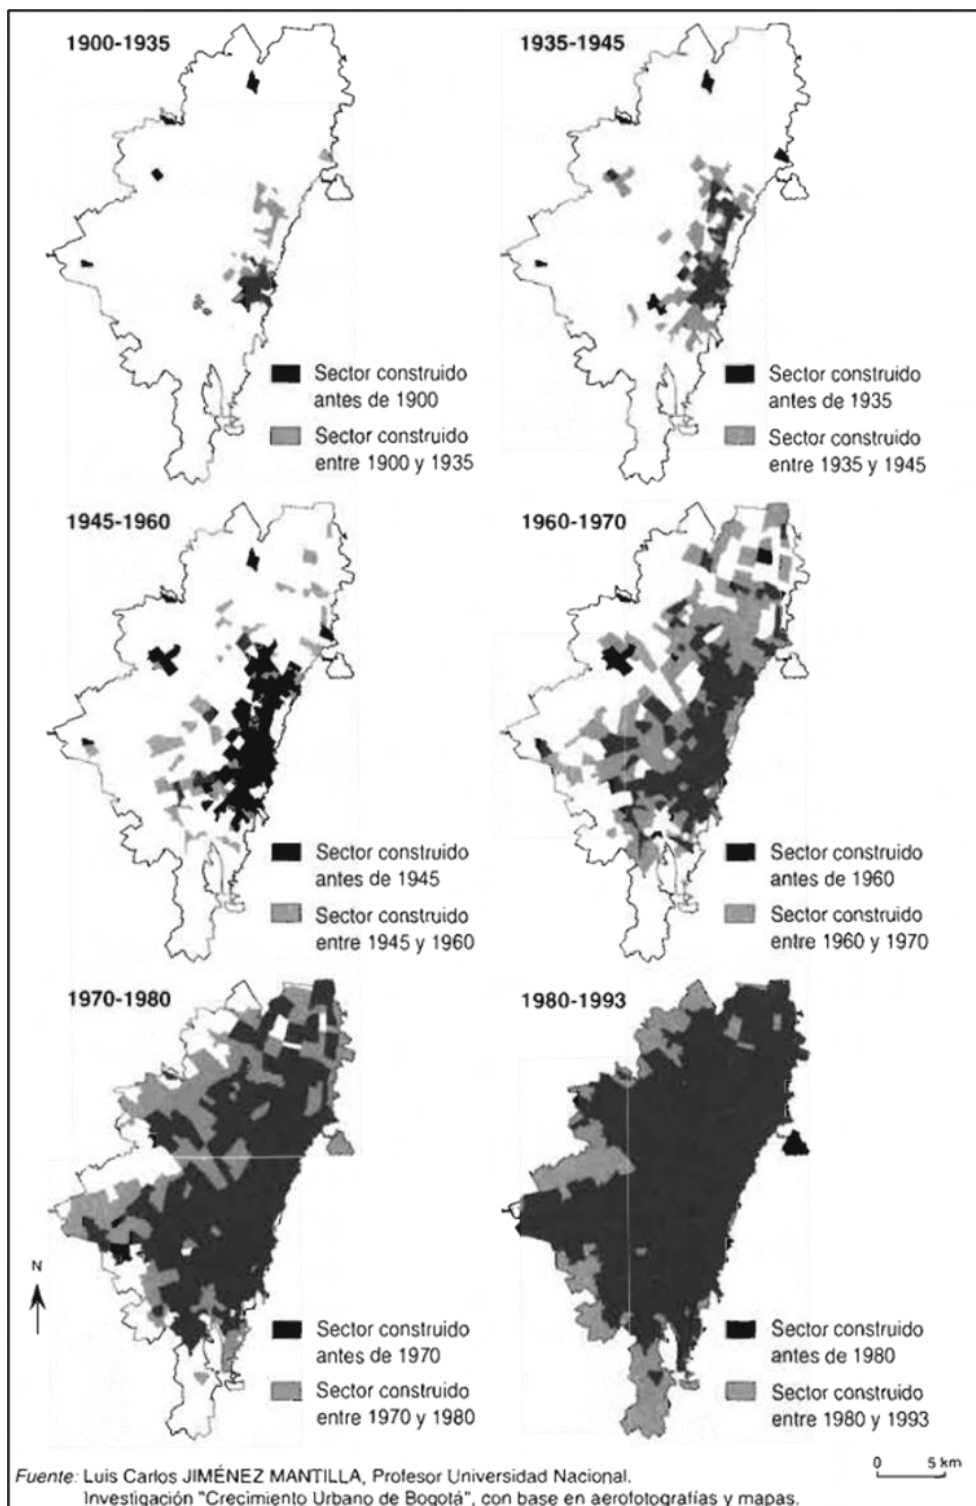 1900-1935
Sector construido
antes de 1900
Sector construido
entre 1900 y 1935
1935-1945
Sector construido
antes de 1935
Sector construido
entre 1935 y 1945
1945-1960
Sector construido
antes de 1945
Sector construido
entre 1945 y 1960
1960-1970
Sector construido
antes de 1960
Sector construido
entre 1960 y 1970
1970-1980
N
Sector construido
antes de 1970
Sector construido
entre 1970 y 1980
1980-1993
Sector construido
antes de 1980
Sector construido
entre 1980 y 1993
0 5 km
Fuente: Luis Carlos JIMÉNEZ MANTILLA, Profesor Universidad Nacional.
Investigación "Crecimiento Urbano de Bogotá", con base en aerofotografías y mapas.